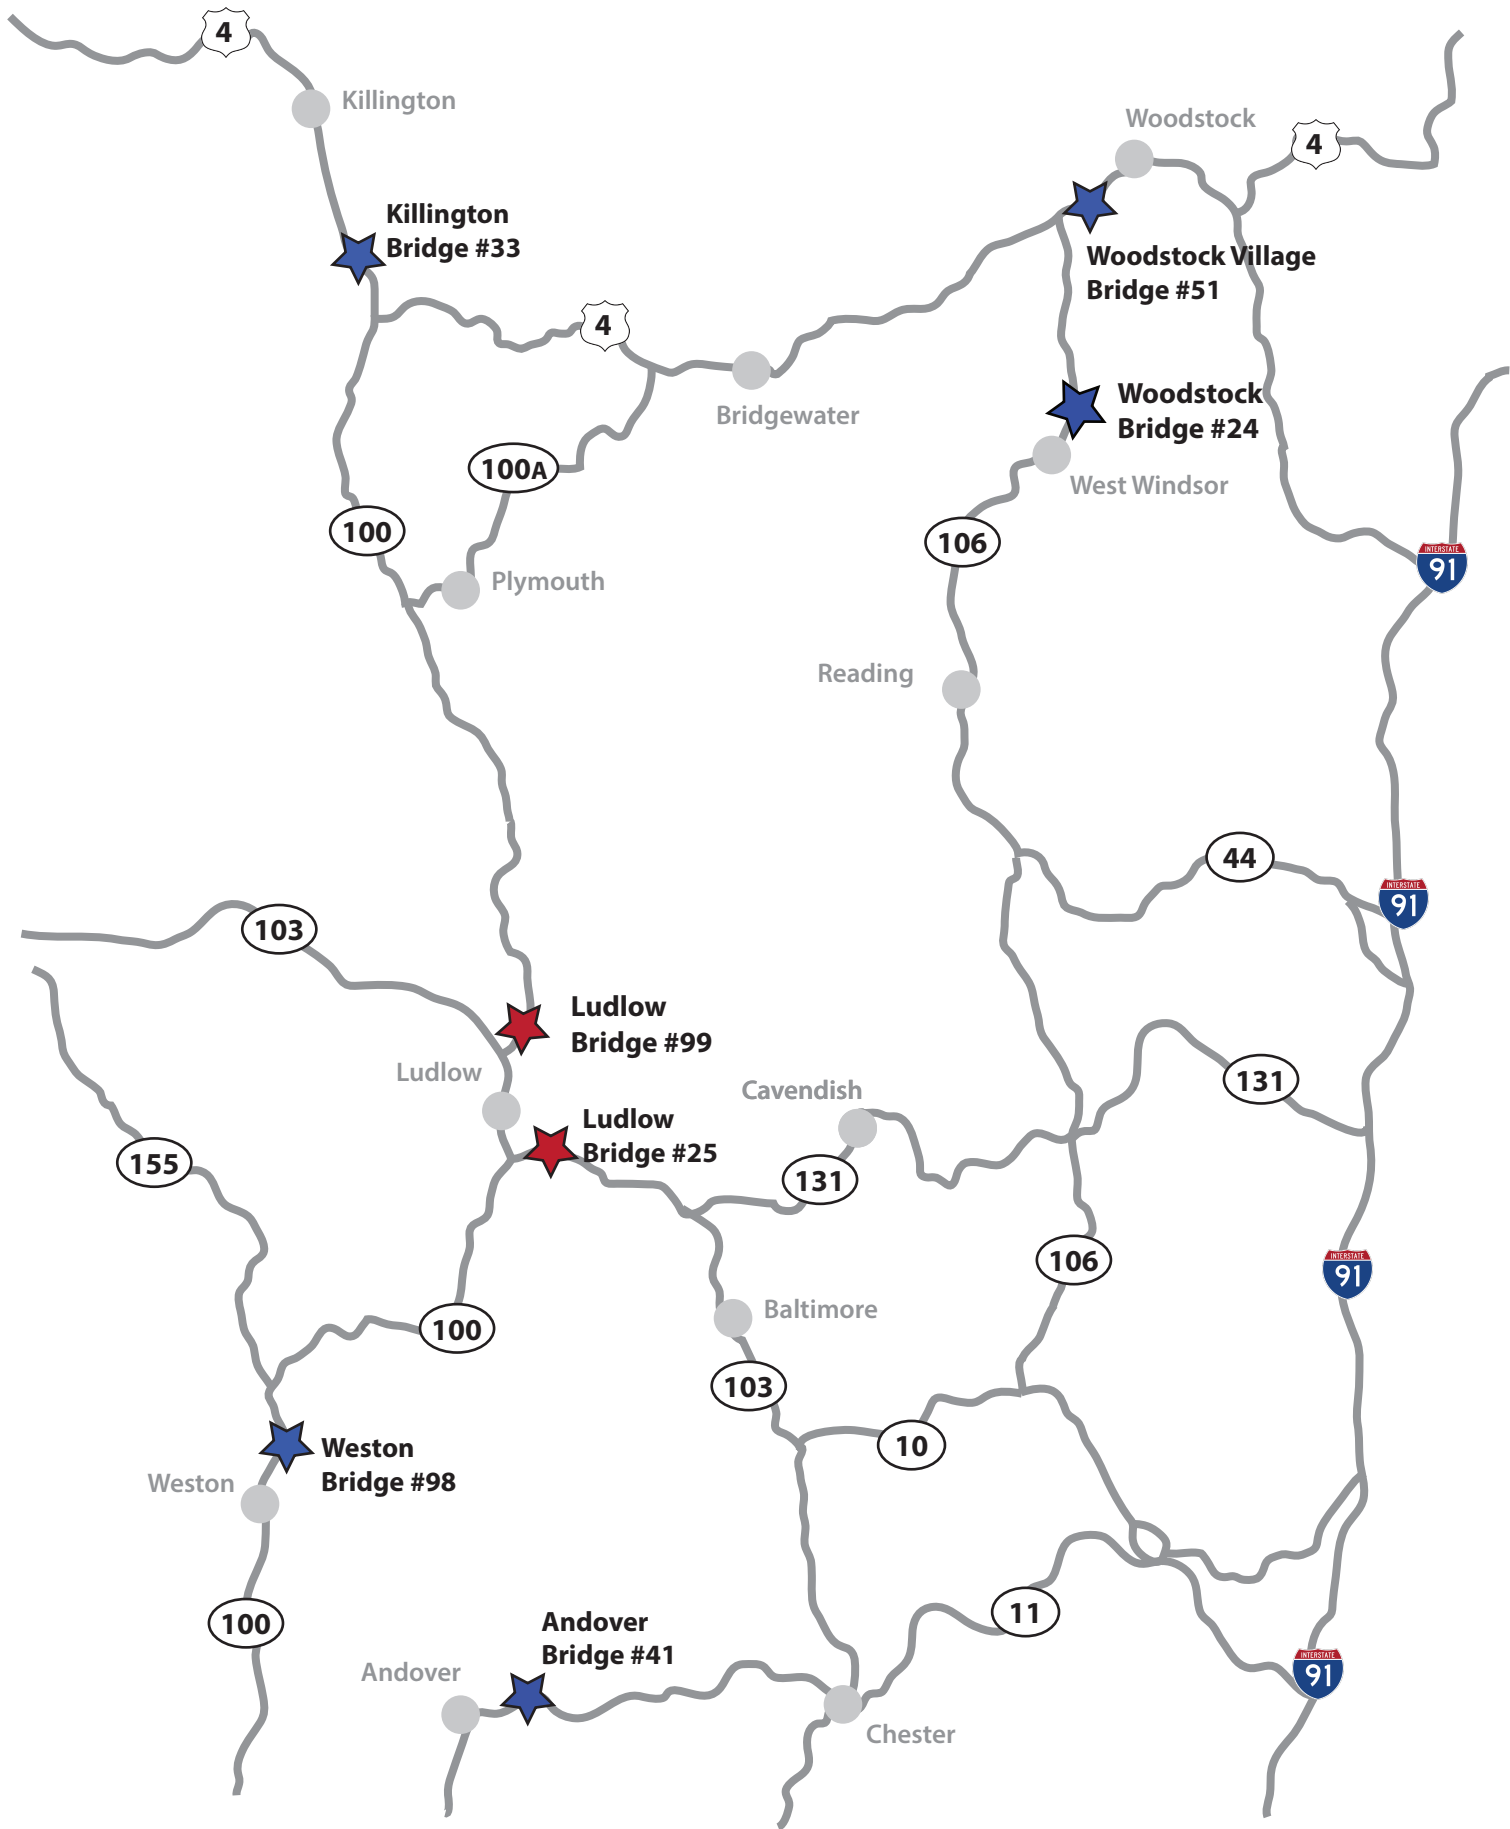 4
Killington
Woodstock
4
Killington
Bridge #33
Woodstock Village
Bridge #51
4
Bridgewater
Woodstock
Bridge #24
100A
West Windsor
100
106
INTERSTATE
91
Plymouth
Reading
44
INTERSTATE
91
103
Ludlow
Bridge #99
Ludlow
Cavendish
131
Ludlow
Bridge #25
155
131
106
INTERSTATE
91
Baltimore
100
103
Weston
Bridge #98
10
Weston
100
Andover
Bridge #41
11
Andover
INTERSTATE
91
Chester